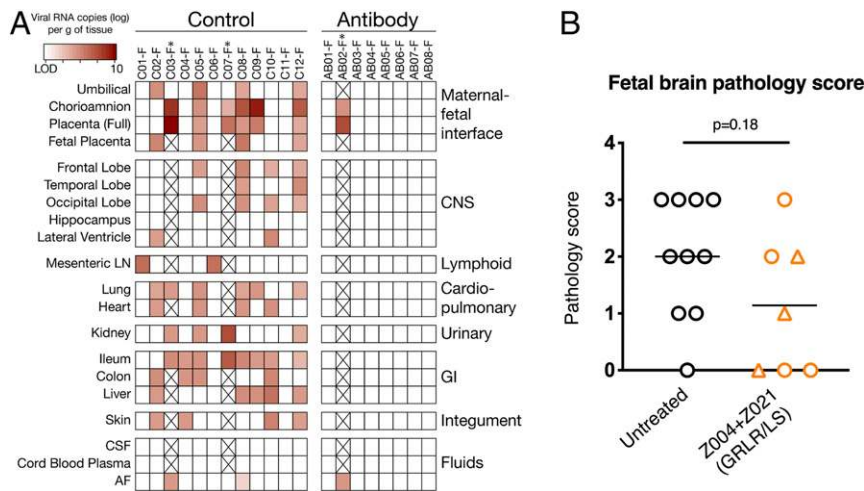 A
Viral RNA copies (log)
per g of tissue
LOD 10
Control
Antibody
C01-F
C02-F
C03-F*
C04-F
C05-F
C06-F
C07-F*
C08-F
C09-F
C10-F
C11-F
C12-F
AB01-F
AB02-F*
AB03-F
AB04-F
AB05-F
AB06-F
AB07-F
AB08-F
Umbilical
Chorioamnion
Placenta (Full)
Fetal Placenta
Maternal-
fetal
interface
Frontal Lobe
Temporal Lobe
Occipital Lobe
Hippocampus
Lateral Ventricle
CNS
Mesenteric LN
Lymphoid
Lung
Heart
Cardio-
pulmonary
Kidney
Urinary
Ileum
Colon
Liver
GI
Skin
Integument
CSF
Cord Blood Plasma
AF
Fluids
B
Fetal brain pathology score
p=0.18
Pathology score
4
3
2
1
0
Untreated
Z004+Z021
(GRLR/LS)